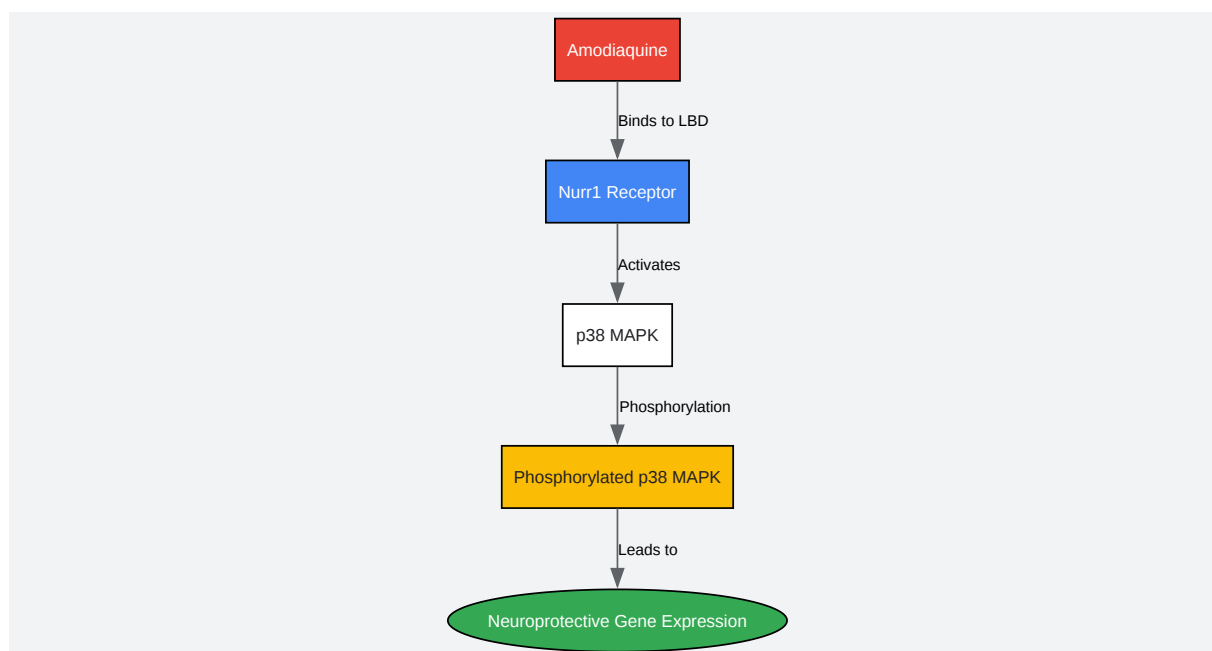 Amodiaquine
Binds to LBD
Nurr1 Receptor
Activates
p38 MAPK
Phosphorylation
Phosphorylated p38 MAPK
Leads to
Neuroprotective Gene Expression